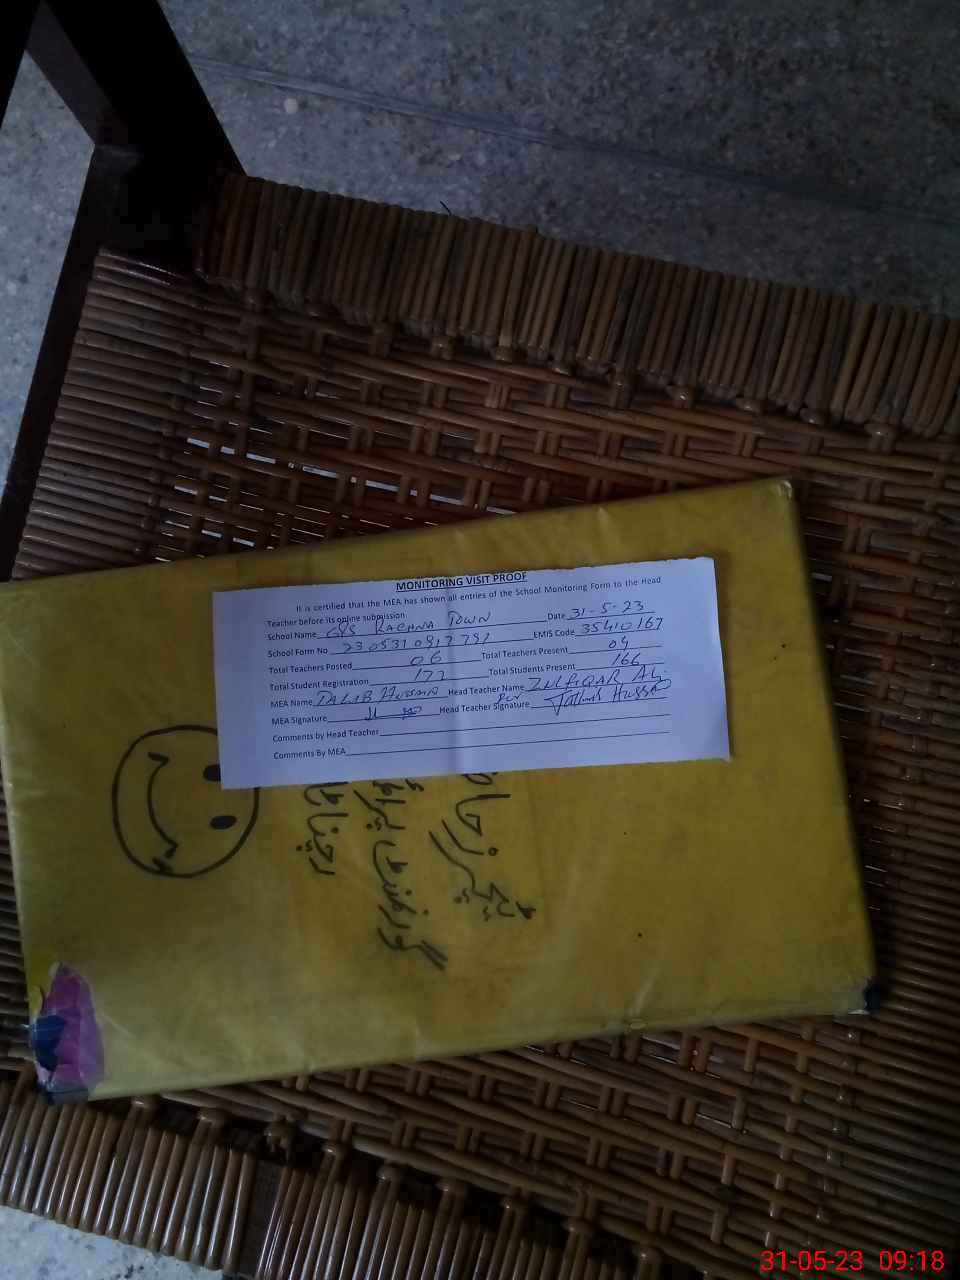 MONITORING VISIT PROOF
It is certified that the MEA has shown all entries of the School Monitoring Form to the Head
Teacher before its online submission
School Name RACHNA TOWN Date 31-5-23
School Form No EMIS Code 35410167
Total Teachers Posted 06 Total Teachers Present 04
Total Student Registration 177 Total Students Present 166
MEA Name TALIB HUSSAIN Head Teacher Name ZULFIQAR ALI
MEA Signature Head Teacher Signature HUSSAIN
Comments by Head Teacher
Comments By MEA
ٹیچرز
گورنمنٹ
رچنا
31-05-23 09:18